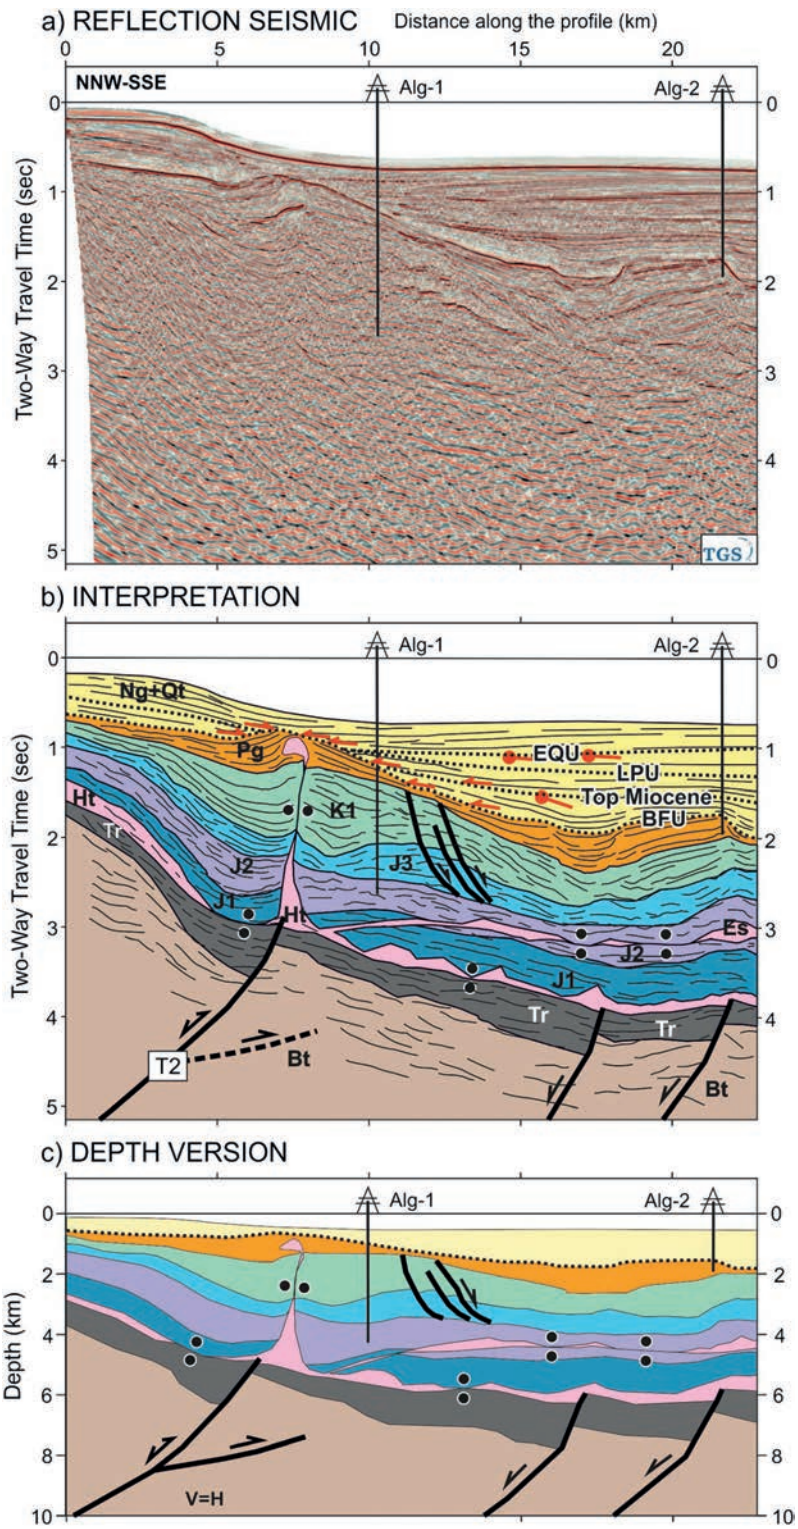 a) REFLECTION SEISMIC
Distance along the profile (km)
0 5 10 15 20
NNW-SSE
Alg-1
Alg-2
Two-Way Travel Time (sec)
0
1
2
3
4
5
0
1
2
3
4
5
TGS
b) INTERPRETATION
Alg-1
Alg-2
Two-Way Travel Time (sec)
0
1
2
3
4
5
0
1
2
3
4
Ng+Qt
Pg
EQU
LPU
Top Miocene
BFU
Ht
Tr
K1
J2
J3
J1
Ht
Es
J2
J1
Tr
Tr
T2
Bt
Bt
c) DEPTH VERSION
Alg-1
Alg-2
Depth (km)
0
2
4
6
8
10
0
2
4
6
8
10
V=H